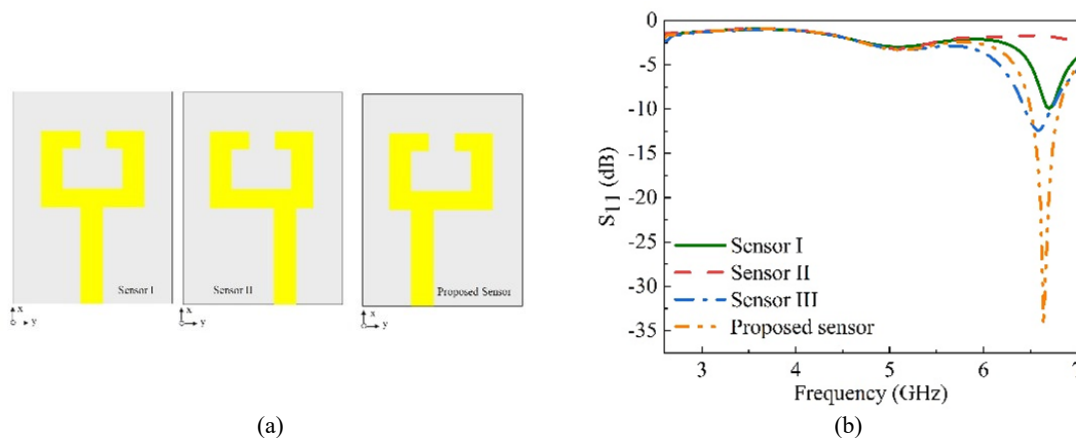 Sensor I
Sensor II
Proposed Sensor
x
y
x
y
x
y
(a)
0
-5
-10
-15
-20
-25
-30
-35
S11 (dB)
Sensor I
Sensor II
Sensor III
Proposed sensor
3
4
5
6
7
Frequency (GHz)
(b)